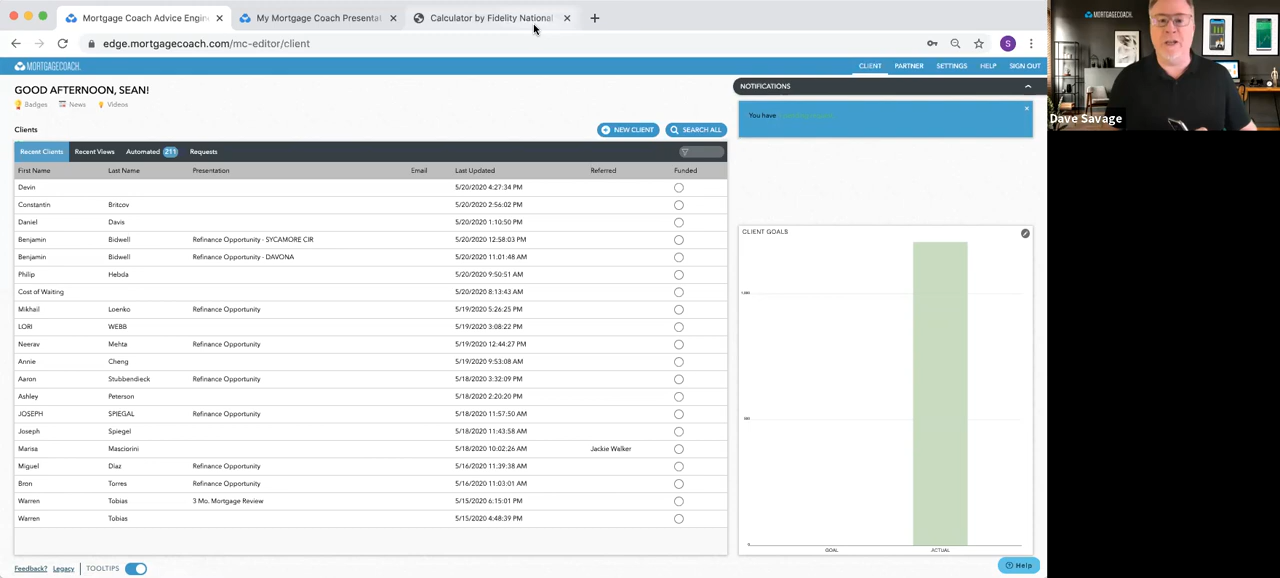 Mortgage Coach Advice Engin
My Mortgage Coach Presentat
Calculator by Fidelity National
edge.mortgagecoach.com/mc-editor/client
S
MORTGAGECOACH
CLIENT PARTNER SETTINGS HELP SIGN OUT
GOOD AFTERNOON, SEAN!
Badges News Videos
Clients
NEW CLIENT SEARCH ALL
Recent Clients Recent Views Automated 211 Requests
First Name Last Name Presentation Email Last Updated Referred Funded
Devin 5/20/2020 4:27:34 PM
Constantin Britcov 5/20/2020 2:56:02 PM
Daniel Davis 5/20/2020 1:10:50 PM
Benjamin Bidwell Refinance Opportunity - SYCAMORE CIR 5/20/2020 12:58:03 PM
Benjamin Bidwell Refinance Opportunity - DAVONA 5/20/2020 11:01:48 AM
Philip Hebda 5/20/2020 9:50:51 AM
Cost of Waiting 5/20/2020 8:13:43 AM
Mikhail Loenko Refinance Opportunity 5/19/2020 5:26:25 PM
LORI WEBB 5/19/2020 3:08:22 PM
Neerav Mehta Refinance Opportunity 5/19/2020 12:44:27 PM
Annie Cheng 5/19/2020 9:53:08 AM
Aaron Stubbendieck Refinance Opportunity 5/18/2020 3:32:09 PM
Ashley Peterson 5/18/2020 2:20:20 PM
JOSEPH SPIEGAL Refinance Opportunity 5/18/2020 11:57:50 AM
Joseph Spiegel 5/18/2020 11:43:58 AM
Marisa Masciorini 5/18/2020 10:02:26 AM Jackie Walker
Miguel Diaz Refinance Opportunity 5/16/2020 11:39:38 AM
Bron Torres Refinance Opportunity 5/16/2020 11:03:01 AM
Warren Tobias 3 Mo. Mortgage Review 5/15/2020 6:15:01 PM
Warren Tobias 5/15/2020 4:48:39 PM
Feedback? Legacy TOOLTIPS
NOTIFICATIONS
You have
CLIENT GOALS
0
GOAL ACTUAL
Help
MORTGAGECOACH
Dave Savage